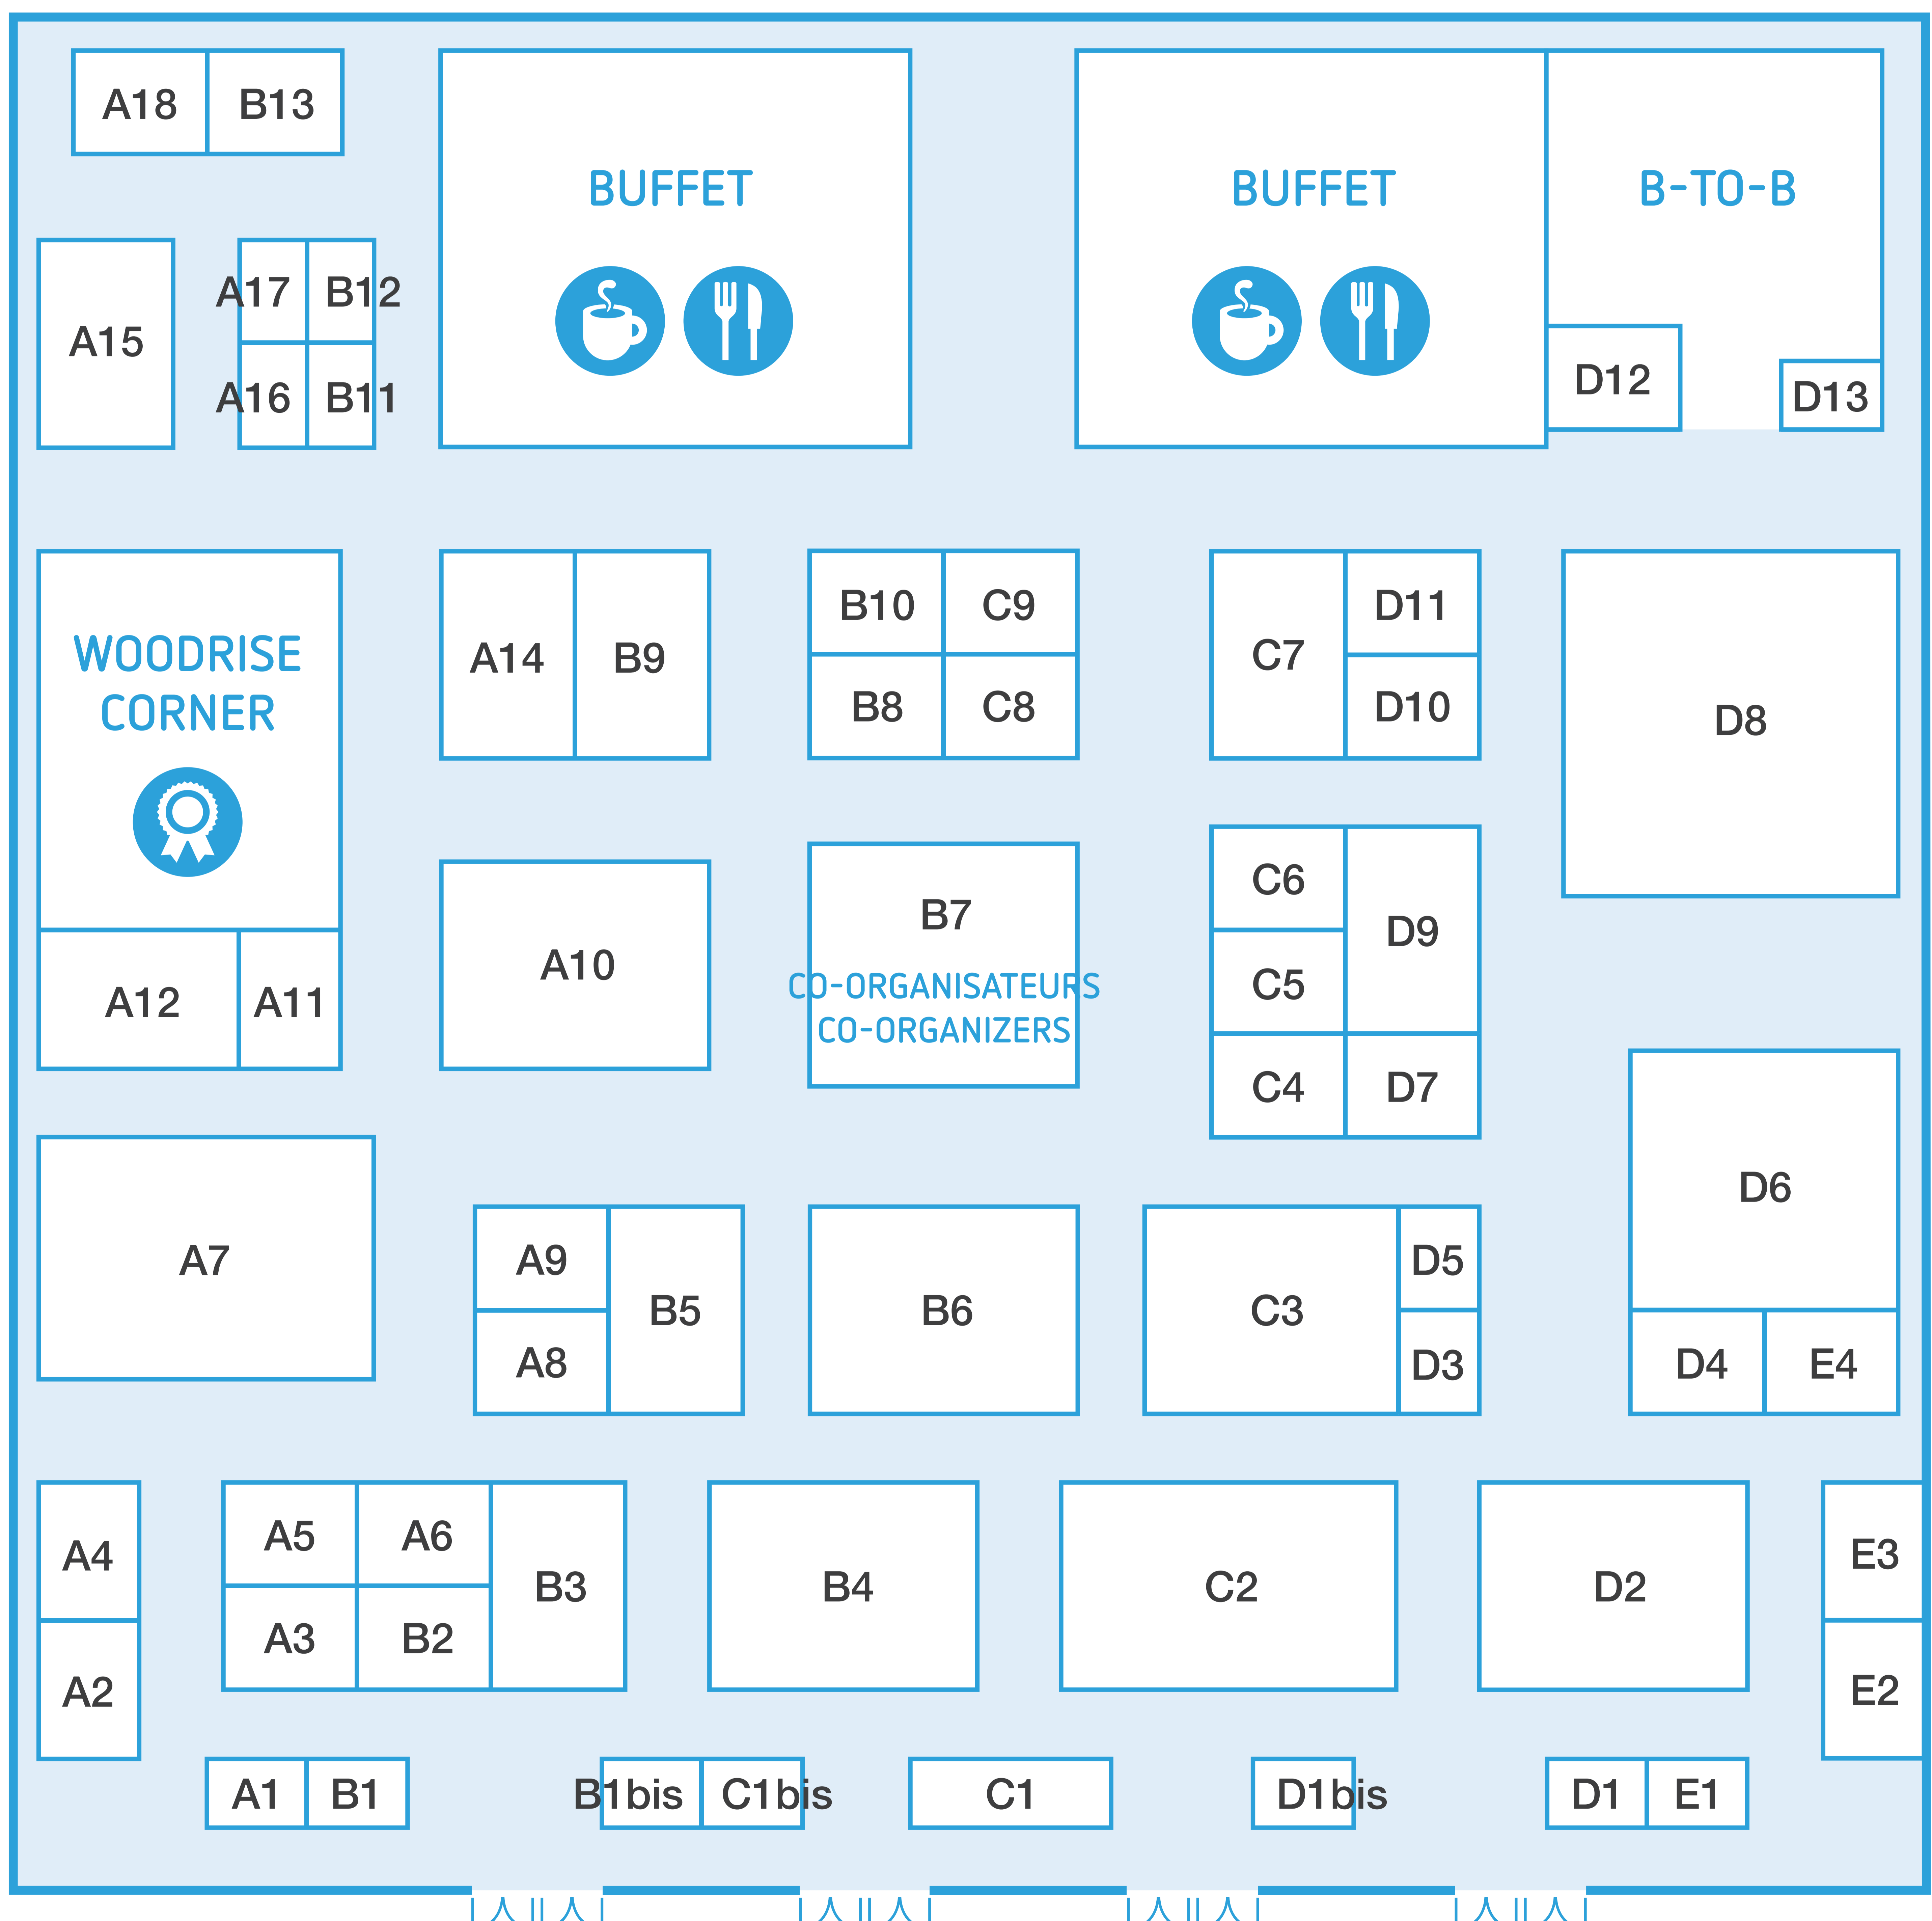 A18 B13
BUFFET BUFFET B-TO-B
A17 B12
A15
A16 B11
D12
D13
WOODRISE
CORNER
A14 B9
B10 C9
B8 C8
C7
D11
D10
D8
A12 A11
A10
B7
CO-ORGANISATEURS
CO-ORGANIZERS
C6
C5
D9
C4 D7
D6
A7
A9
A8
B5
B6
C3
D5
D3
D4 E4
A4
A2
A5 A6
A3 B2
B3
B4
C2
D2
E3
E2
A1 B1
B1bis C1bis
C1
D1bis
D1 E1